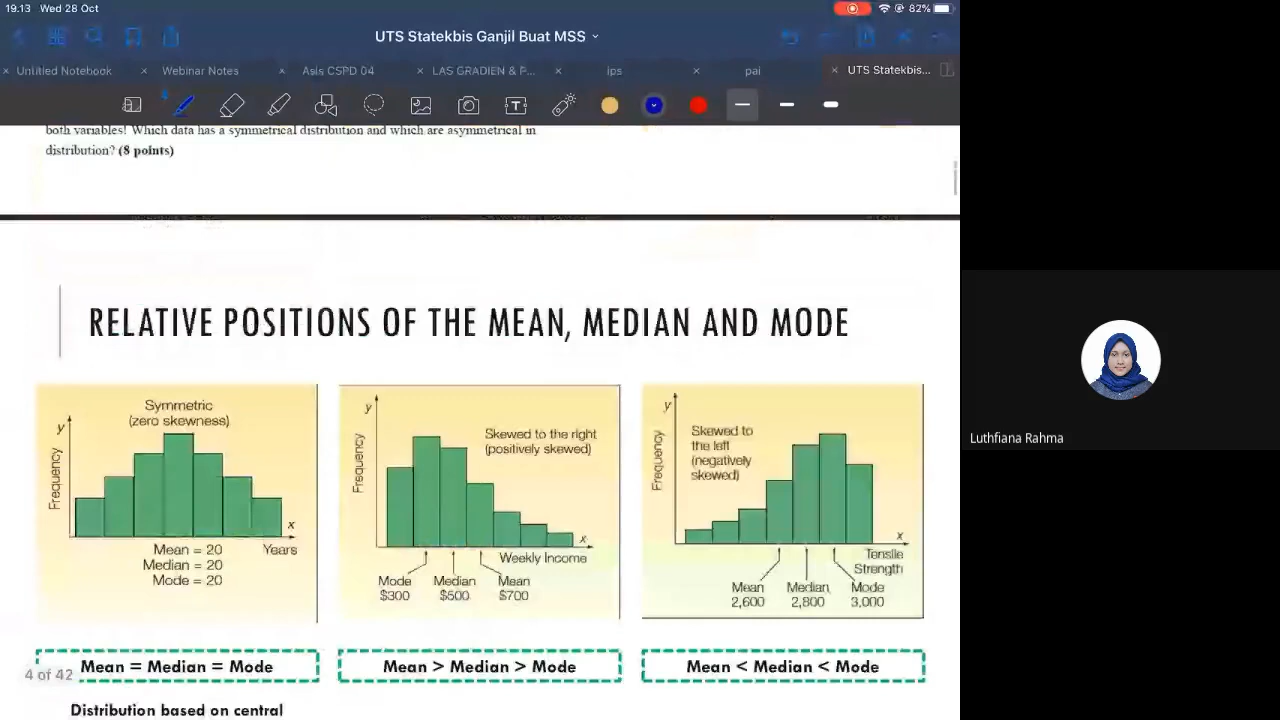 19.13 Wed 28 Oct
82%
UTS Statekbis Ganjil Buat MSS
Untitled Notebook
Webinar Notes
Asis CSPD 04
LAS GRADIEN & P...
ips
pai
UTS Statekbis...
T
both variables! Which data has a symmetrical distribution and which are asymmetrical in
distribution? (8 points)
RELATIVE POSITIONS OF THE MEAN, MEDIAN AND MODE
Symmetric
(zero skewness)
y
Frequency
x
Years
Mean = 20
Median = 20
Mode = 20
y
Frequency
Skewed to the right
(positively skewed)
x
Weekly Income
Mode
$300
Median
$500
Mean
$700
y
Frequency
Skewed to
the left
(negatively
skewed)
x
Tensile
Strength
Mean
2,600
Median
2,800
Mode
3,000
Mean = Median = Mode
Mean > Median > Mode
Mean < Median < Mode
4 of 42
Distribution based on central
Luthfiana Rahma